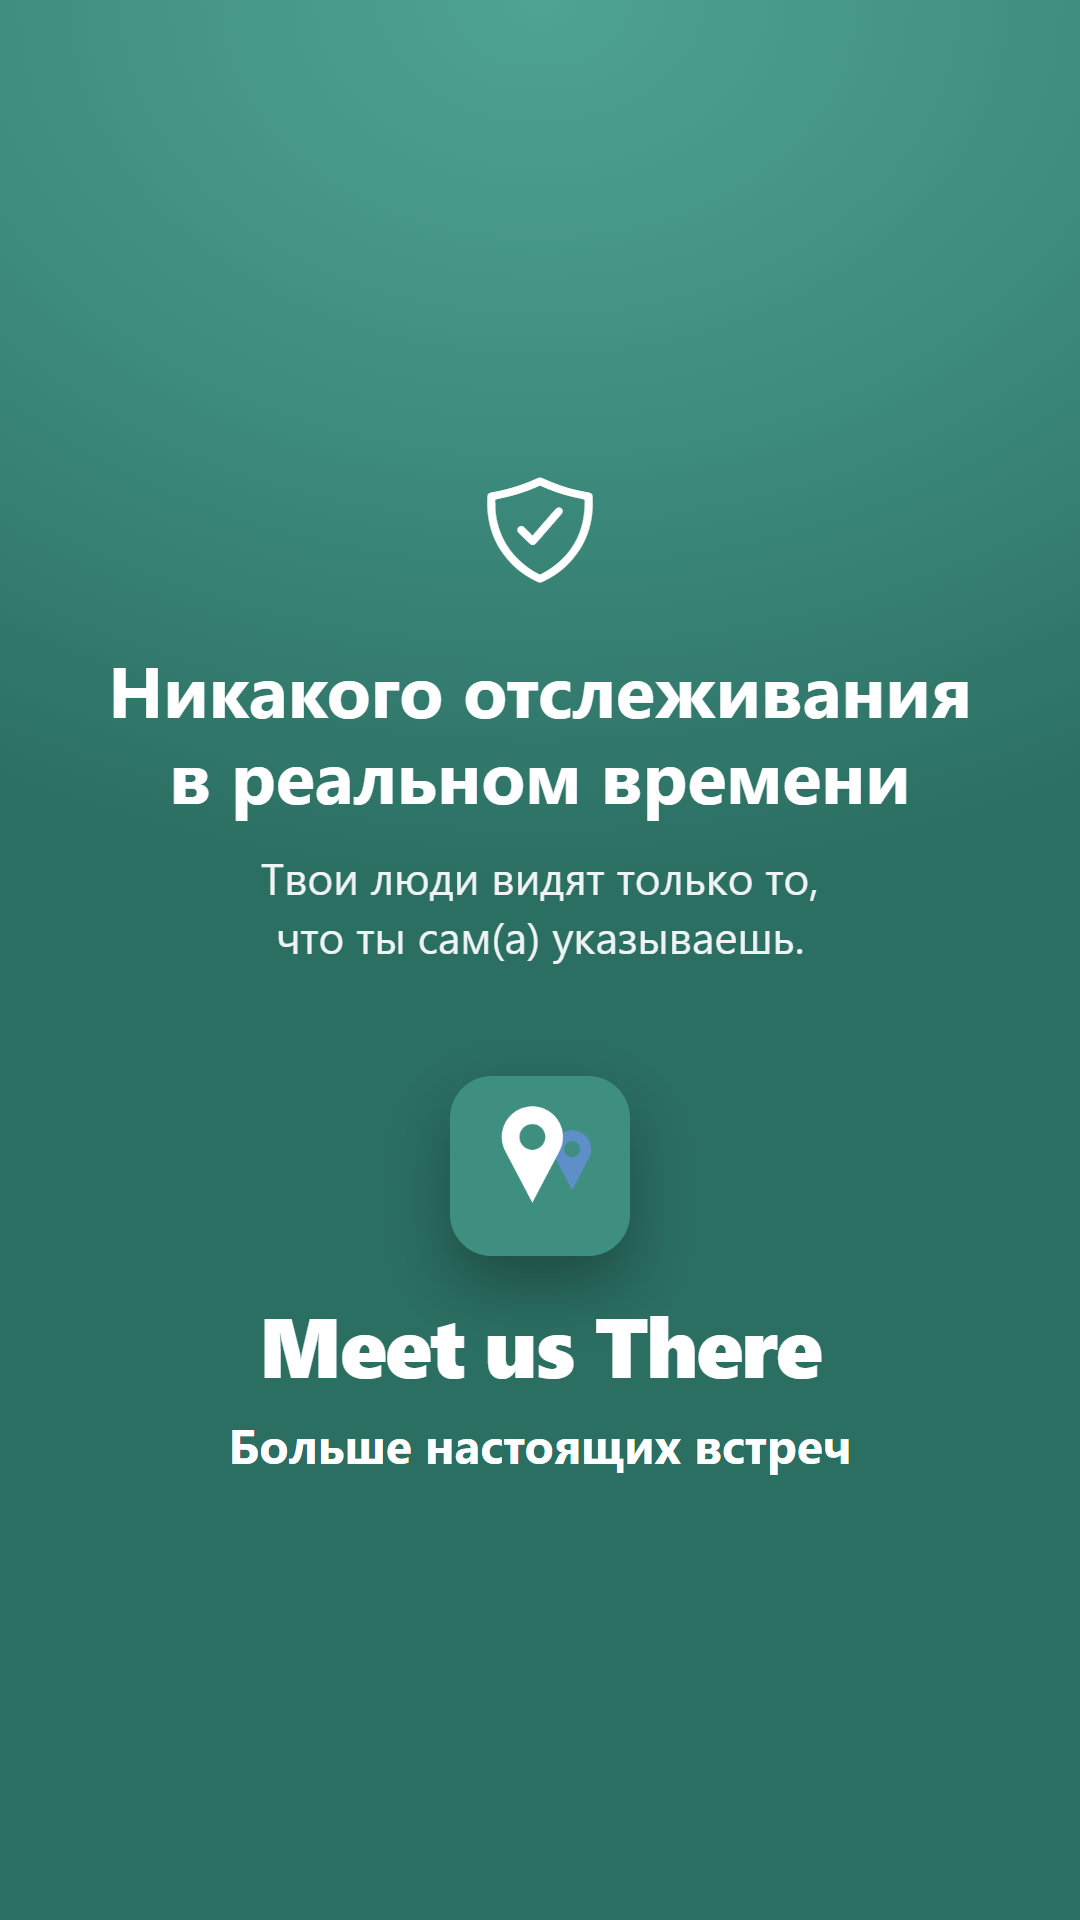 Никакого отслеживания
в реальном времени
Твои люди видят только то,
что ты сам(а) указываешь.
Meet us There
Больше настоящих встреч